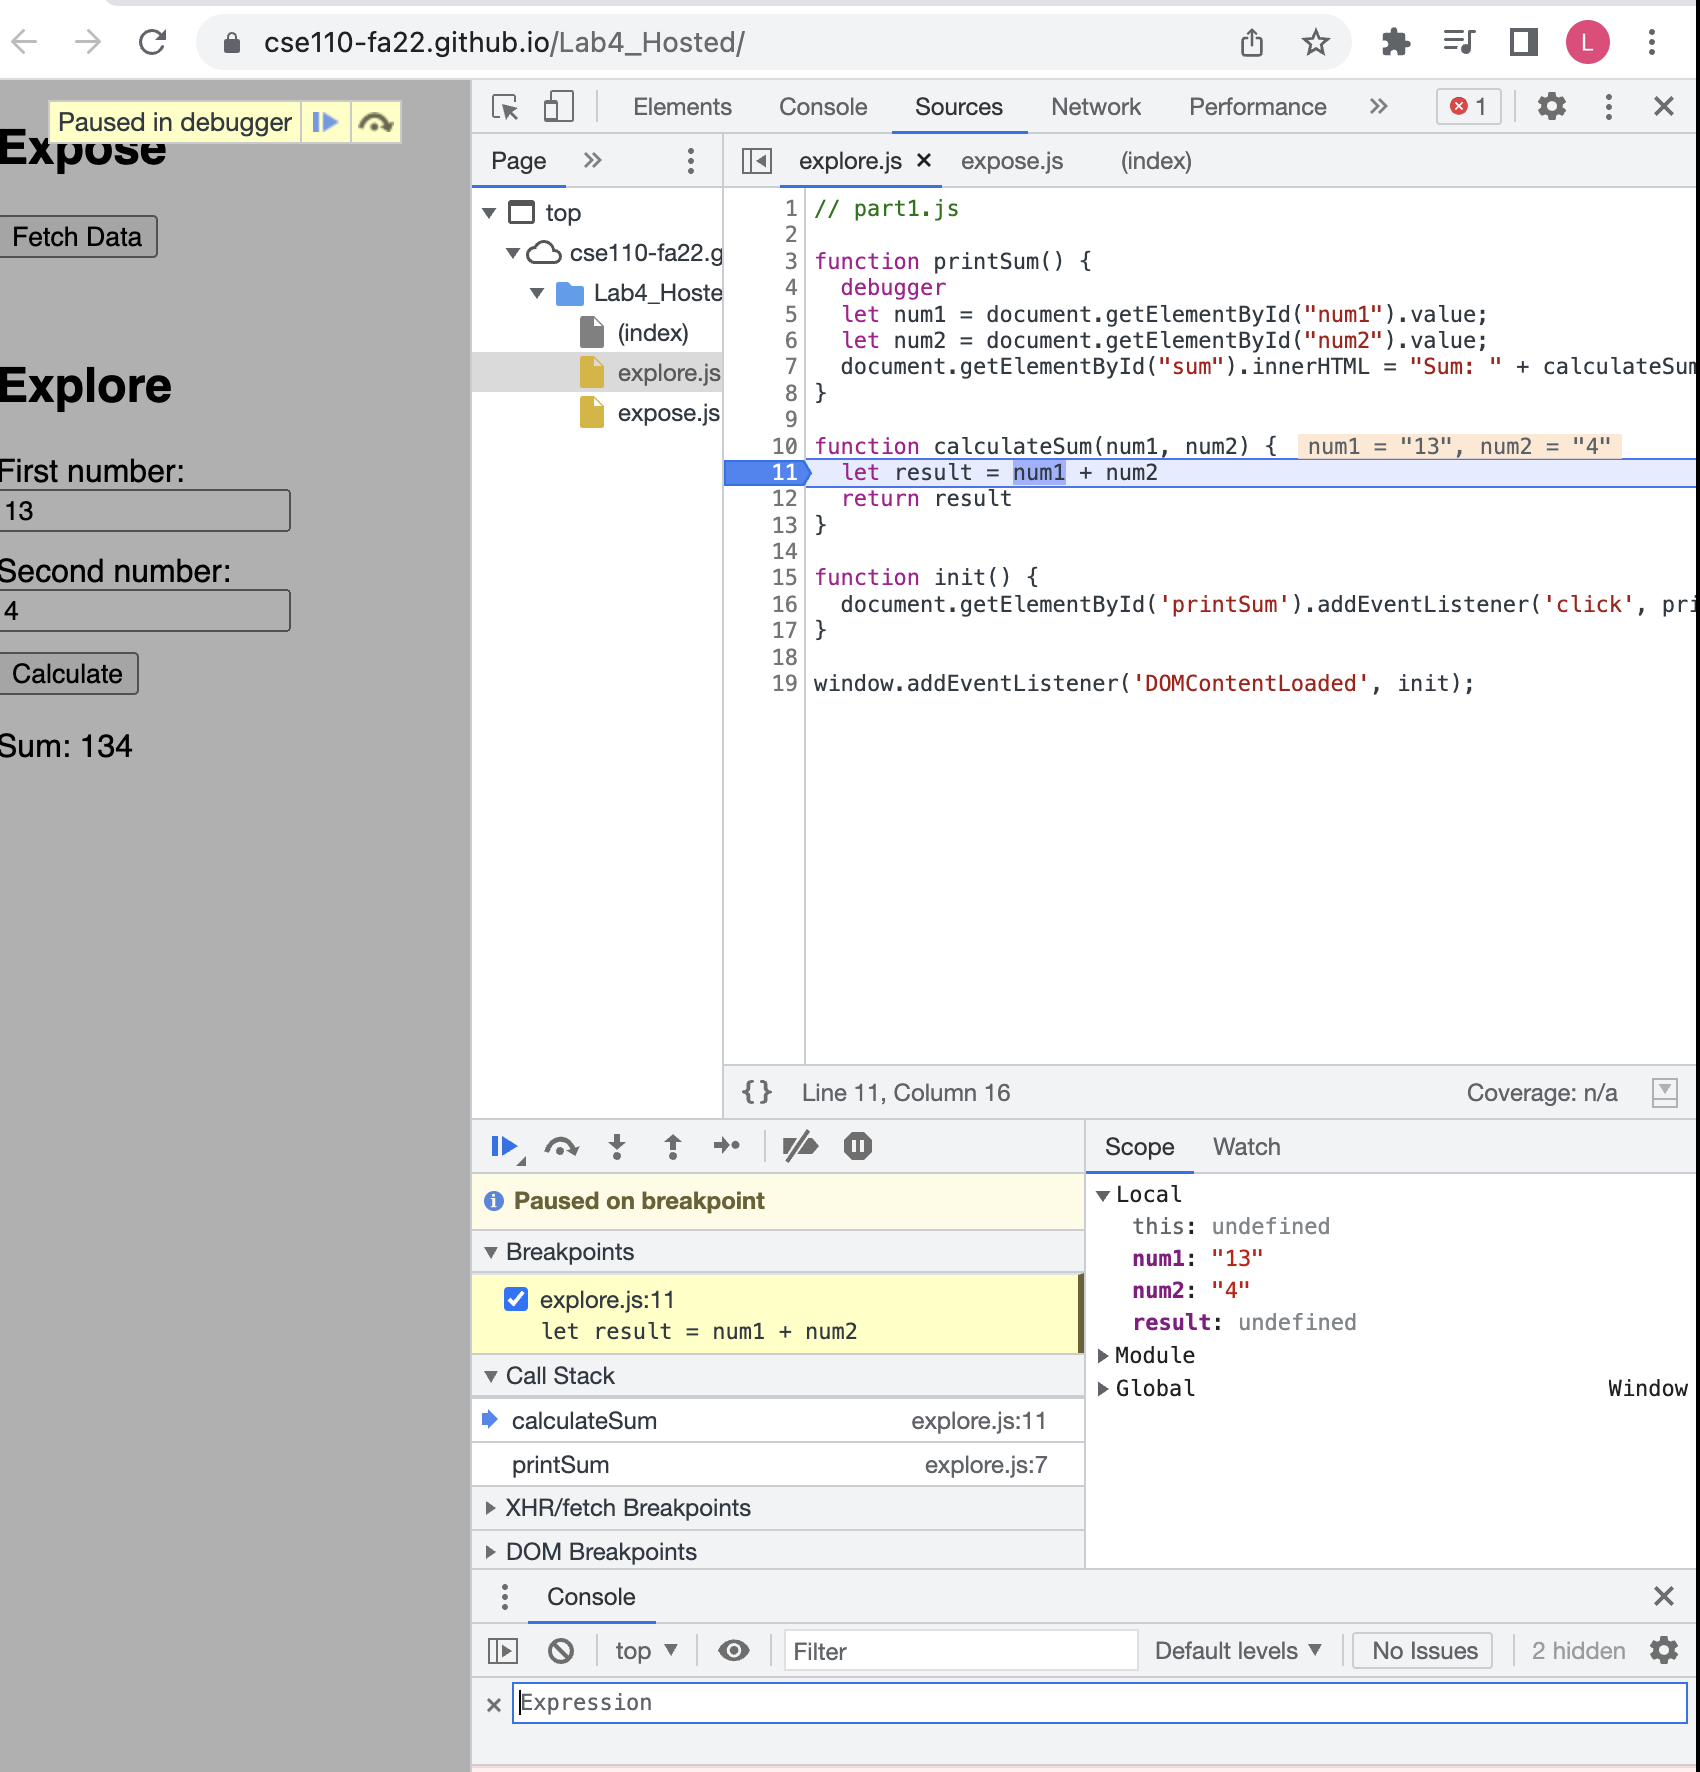 cse110-fa22.github.io/Lab4_Hosted/
L
Paused in debugger
Expose
Fetch Data
Explore
First number:
13
Second number:
4
Calculate
Sum: 134
Elements Console Sources Network Performance » 1
Page »
top
cse110-fa22.g
Lab4_Hoste
(index)
explore.js
expose.js
explore.js × expose.js (index)
1 // part1.js
2
3 function printSum() {
4 debugger
5 let num1 = document.getElementById("num1").value;
6 let num2 = document.getElementById("num2").value;
7 document.getElementById("sum").innerHTML = "Sum: " + calculateSum
8 }
9
10 function calculateSum(num1, num2) { num1 = "13", num2 = "4"
11 let result = num1 + num2
12 return result
13 }
14
15 function init() {
16 document.getElementById('printSum').addEventListener('click', pri
17 }
18
19 window.addEventListener('DOMContentLoaded', init);
{} Line 11, Column 16 Coverage: n/a
Paused on breakpoint
Breakpoints
explore.js:11
let result = num1 + num2
Call Stack
calculateSum explore.js:11
printSum explore.js:7
XHR/fetch Breakpoints
DOM Breakpoints
Scope Watch
Local
this: undefined
num1: "13"
num2: "4"
result: undefined
Module
Global Window
Console
top Filter Default levels No Issues 2 hidden
Expression